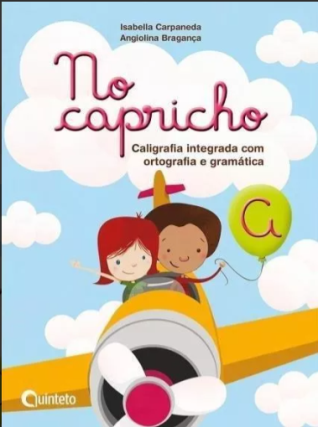 Isabella Carpaneda
Angiolina Bragança
No
capricho
Caligrafia integrada com
ortografia e gramática
a
Quinteto